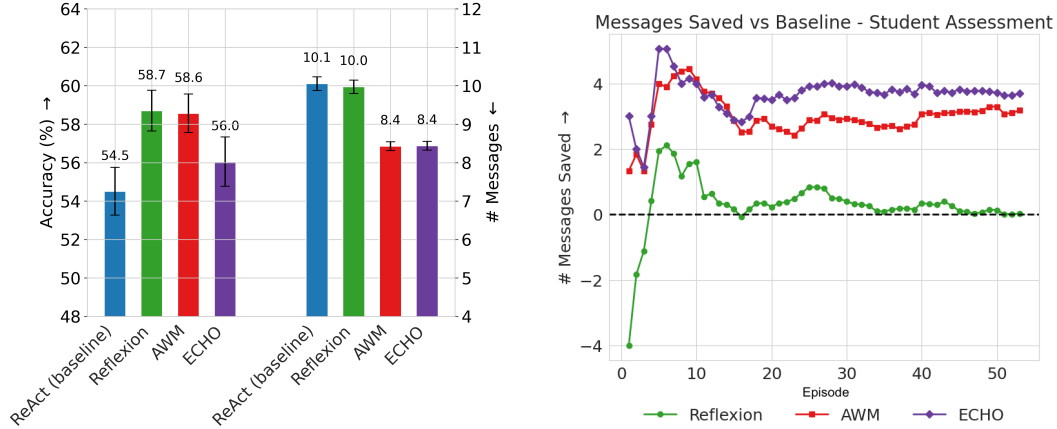 64
62
60
58
56
54
52
50
48
Accuracy (%) →
54.5
58.7
58.6
56.0
10.1
10.0
8.4
8.4
12
11
10
9
8
7
6
5
4
# Messages ←
ReAct (baseline)
Reflexion
AWM
ECHO
ReAct (baseline)
Reflexion
AWM
ECHO
Messages Saved vs Baseline - Student Assessment
# Messages Saved →
4
2
0
−2
−4
0
10
20
30
40
50
Episode
Reflexion
AWM
ECHO